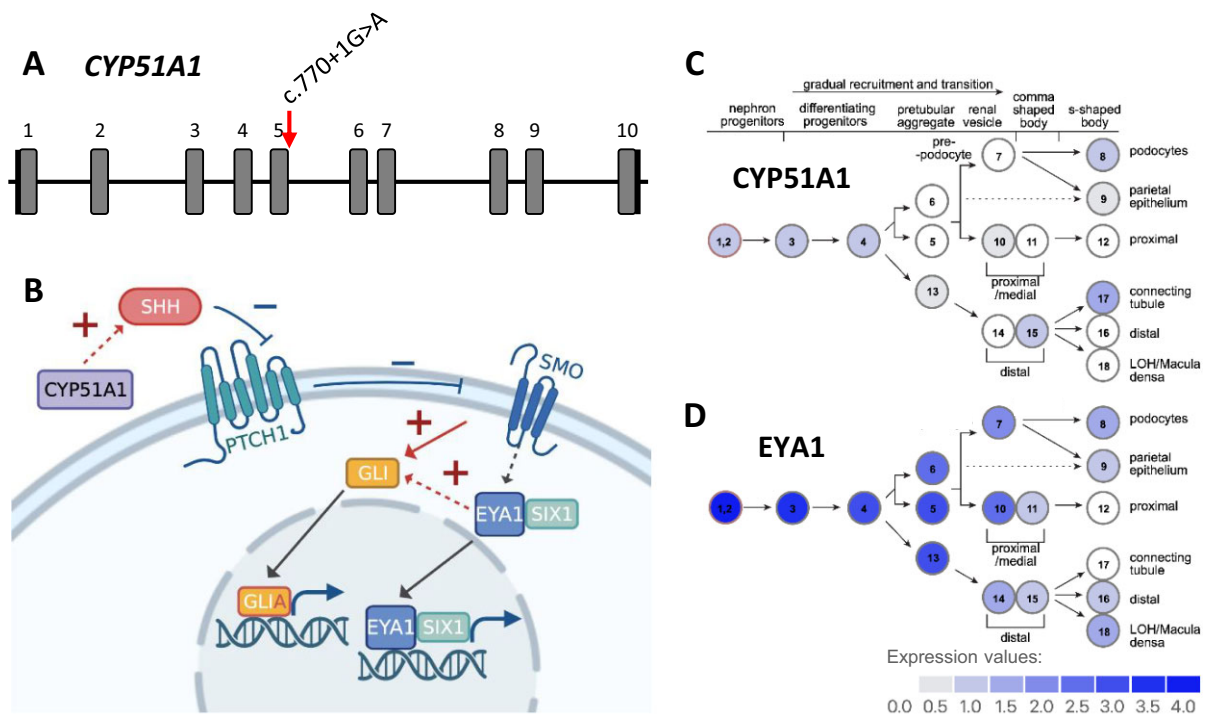 A CYP51A1
c.770+1G>A
1 2 3 4 5 6 7 8 9 10
B
SHH
+
−
CYP51A1
PTCH1
−
SMO
+
GLI
+
EYA1 SIX1
GLIA
EYA1 SIX1
C
gradual recruitment and transition
nephron progenitors
differentiating progenitors
pretubular aggregate
renal vesicle
comma shaped body
s-shaped body
CYP51A1
pre-
-podocyte
7
8 podocytes
6
9 parietal
epithelium
1,2 3 4 5 10 11 12 proximal
proximal
/medial
13
17 connecting
tubule
14 15 16 distal
distal
18 LOH/Macula
densa
D
EYA1
7
8 podocytes
6
9 parietal
epithelium
1,2 3 4 5 10 11 12 proximal
proximal
/medial
13
17 connecting
tubule
14 15 16 distal
distal
18 LOH/Macula
densa
Expression values:
0.0 0.5 1.0 1.5 2.0 2.5 3.0 3.5 4.0